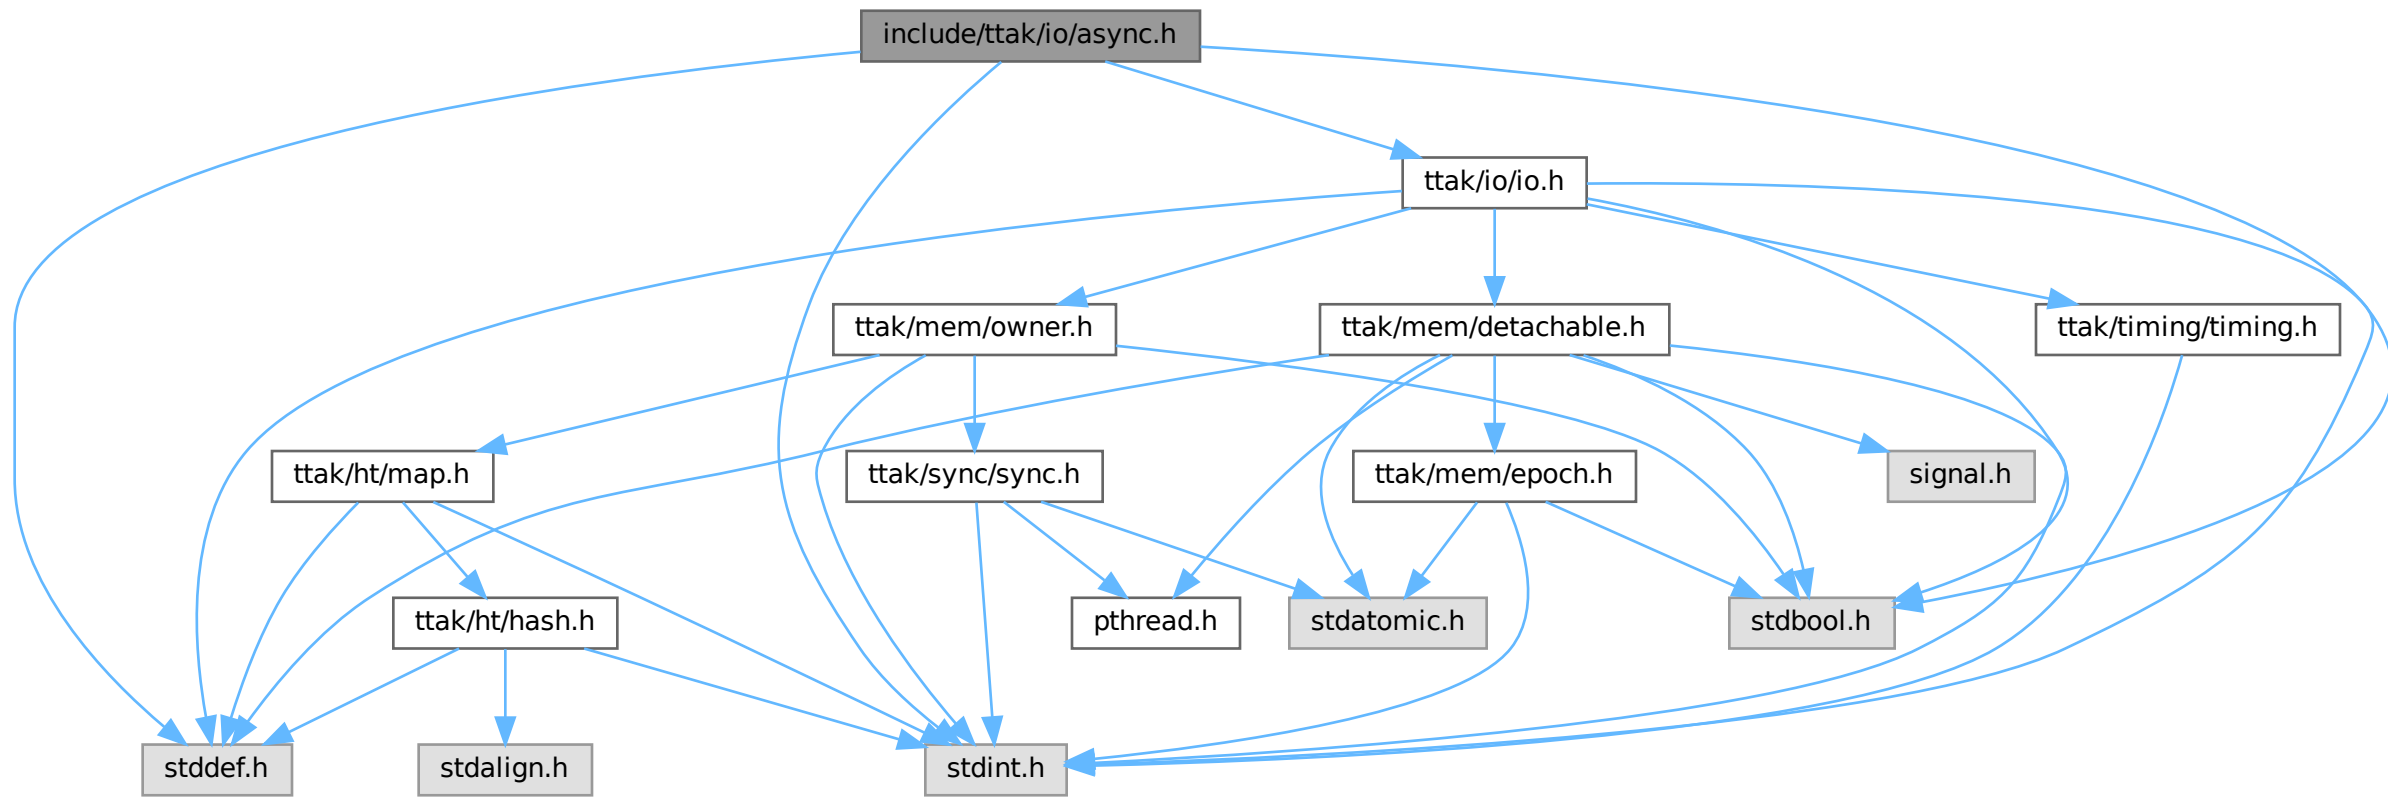 include/ttak/io/async.h
ttak/io/io.h
ttak/mem/owner.h
ttak/mem/detachable.h
ttak/timing/timing.h
ttak/ht/map.h
ttak/sync/sync.h
ttak/mem/epoch.h
signal.h
ttak/ht/hash.h
pthread.h
stdatomic.h
stdbool.h
stddef.h
stdalign.h
stdint.h